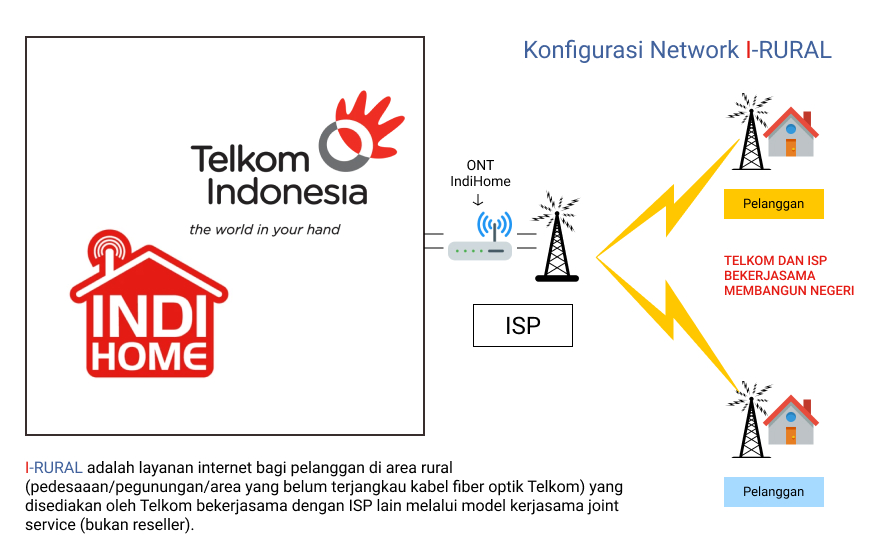 Konfigurasi Network I-RURAL
Telkom
Indonesia
the world in your hand
INDI
HOME
ONT
IndiHome
↓
ISP
Pelanggan
TELKOM DAN ISP
BEKERJASAMA
MEMBANGUN NEGERI
Pelanggan
I-RURAL adalah layanan internet bagi pelanggan di area rural
(pedesaaan/pegunungan/area yang belum terjangkau kabel fiber optik Telkom) yang
disediakan oleh Telkom bekerjasama dengan ISP lain melalui model kerjasama joint
service (bukan reseller).